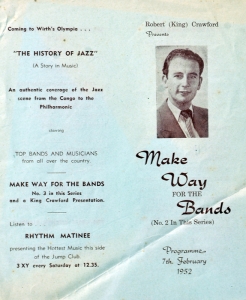 Coming to Wirth's Olympia . . .
"THE HISTORY OF JAZZ"
(A Story in Music)
An authentic coverage of the Jazz
scene from the Congo to the
Philharmonic
starring
TOP BANDS AND MUSICIANS
from all over the country.
MAKE WAY FOR THE BANDS
No. 3 in this Series
and a King Crawford Presentation.
Listen to . . .
RHYTHM MATINEE
presenting the Hottest Music this side
of the Jump Club.
3 XY every Saturday at 12.35.
Robert (King) Crawford
Presents
Make
Way
FOR THE
Bands
(No. 2 In This Series)
Programme
7th. February
1952